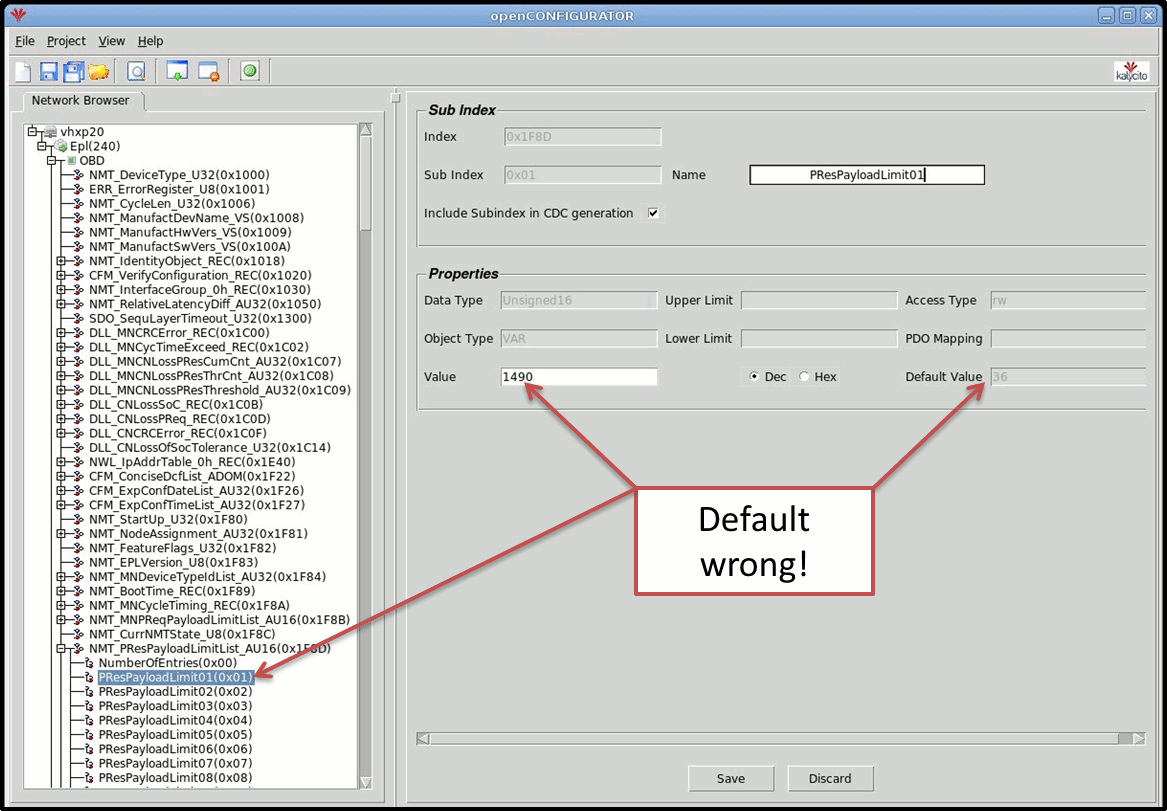 openCONFIGURATOR
File Project View Help
kalycito
Network Browser
vhxp20
Epl(240)
OBD
NMT_DeviceType_U32(0x1000)
ERR_ErrorRegister_U8(0x1001)
NMT_CycleLen_U32(0x1006)
NMT_ManufactDevName_VS(0x1008)
NMT_ManufactHwVers_VS(0x1009)
NMT_ManufactSwVers_VS(0x100A)
NMT_IdentityObject_REC(0x1018)
CFM_VerifyConfiguration_REC(0x1020)
NMT_InterfaceGroup_0h_REC(0x1030)
NMT_RelativeLatencyDiff_AU32(0x1050)
SDO_SequLayerTimeout_U32(0x1300)
DLL_MNCRCError_REC(0x1C00)
DLL_MNCycTimeExceed_REC(0x1C02)
DLL_MNCNLossPResCumCnt_AU32(0x1C07)
DLL_MNCNLossPResThrCnt_AU32(0x1C08)
DLL_MNCNLossPResThreshold_AU32(0x1C09)
DLL_CNLossSoC_REC(0x1C0B)
DLL_CNLossPReq_REC(0x1C0D)
DLL_CNCRCError_REC(0x1C0F)
DLL_CNLossOfSocTolerance_U32(0x1C14)
NWL_IpAddrTable_0h_REC(0x1E40)
CFM_ConciseDcfList_ADOM(0x1F22)
CFM_ExpConfDateList_AU32(0x1F26)
CFM_ExpConfTimeList_AU32(0x1F27)
NMT_StartUp_U32(0x1F80)
NMT_NodeAssignment_AU32(0x1F81)
NMT_FeatureFlags_U32(0x1F82)
NMT_EPLVersion_U8(0x1F83)
NMT_MNDeviceTypeIdList_AU32(0x1F84)
NMT_BootTime_REC(0x1F89)
NMT_MNCycleTiming_REC(0x1F8A)
NMT_MNPReqPayloadLimitList_AU16(0x1F8B)
NMT_CurrNMTState_U8(0x1F8C)
NMT_PResPayloadLimitList_AU16(0x1F8D)
NumberOfEntries(0x00)
PResPayloadLimit01(0x01)
PResPayloadLimit02(0x02)
PResPayloadLimit03(0x03)
PResPayloadLimit04(0x04)
PResPayloadLimit05(0x05)
PResPayloadLimit06(0x06)
PResPayloadLimit07(0x07)
PResPayloadLimit08(0x08)
Sub Index
Index 0x1F8D
Sub Index 0x01 Name PResPayloadLimit01
Include Subindex in CDC generation
Properties
Data Type Unsigned16 Upper Limit Access Type rw
Object Type VAR Lower Limit PDO Mapping
Value 1490 Dec Hex Default Value 36
Default
wrong!
Save Discard